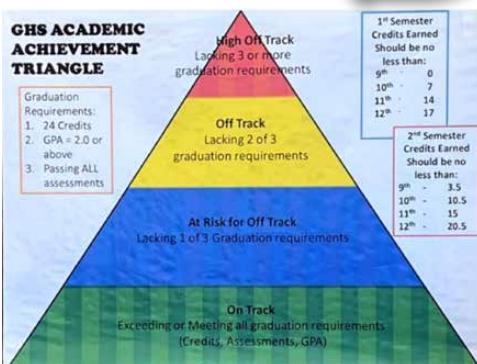 GHS ACADEMIC
ACHIEVEMENT
TRIANGLE
Graduation
Requirements:
1. 24 Credits
2. GPA = 2.0 or
above
3. Passing ALL
assessments
High Off Track
Lacking 3 or more
graduation requirements
Off Track
Lacking 2 of 3
graduation requirements
At Risk for Off Track
Lacking 1 of 3 Graduation requirements
On Track
Exceeding or Meeting all graduation requirements
(Credits, Assessments, GPA)
1st Semester
Credits Earned
Should be no
less than:
9th - 0
10th - 7
11th - 14
12th - 17
2nd Semester
Credits Earned
Should be no
less than:
9th - 3.5
10th - 10.5
11th - 15
12th - 20.5